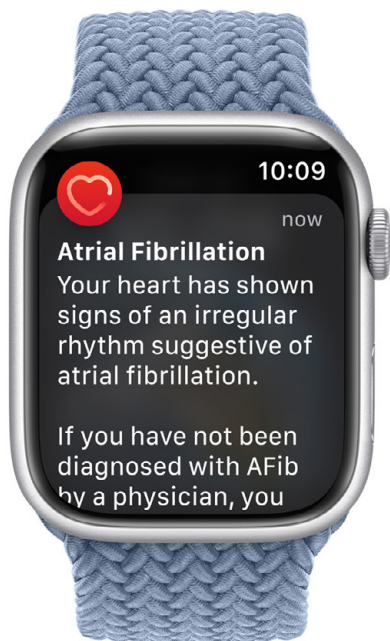 10:09
now
Atrial Fibrillation
Your heart has shown
signs of an irregular
rhythm suggestive of
atrial fibrillation.
If you have not been
diagnosed with AFib
by a physician, you